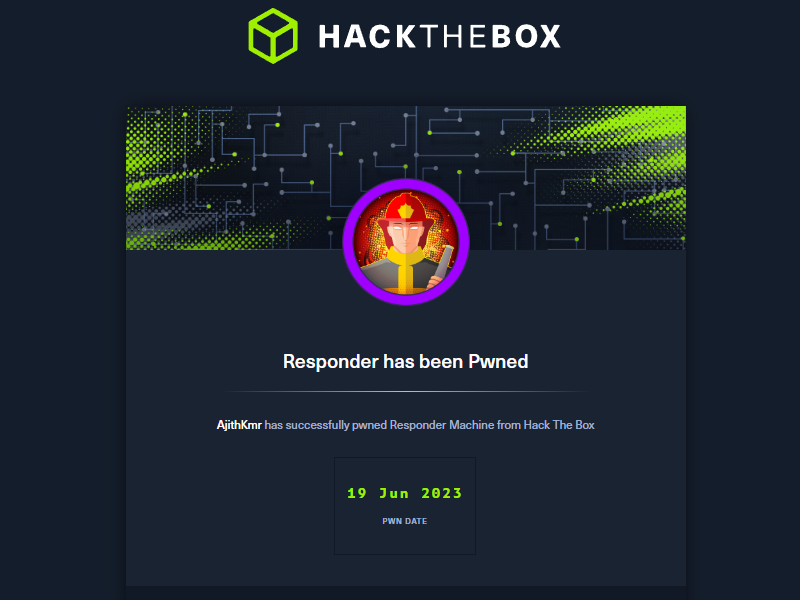 HACKTHEBOX
Responder has been Pwned
AjithKmr has successfully pwned Responder Machine from Hack The Box
19 Jun 2023
PWN DATE